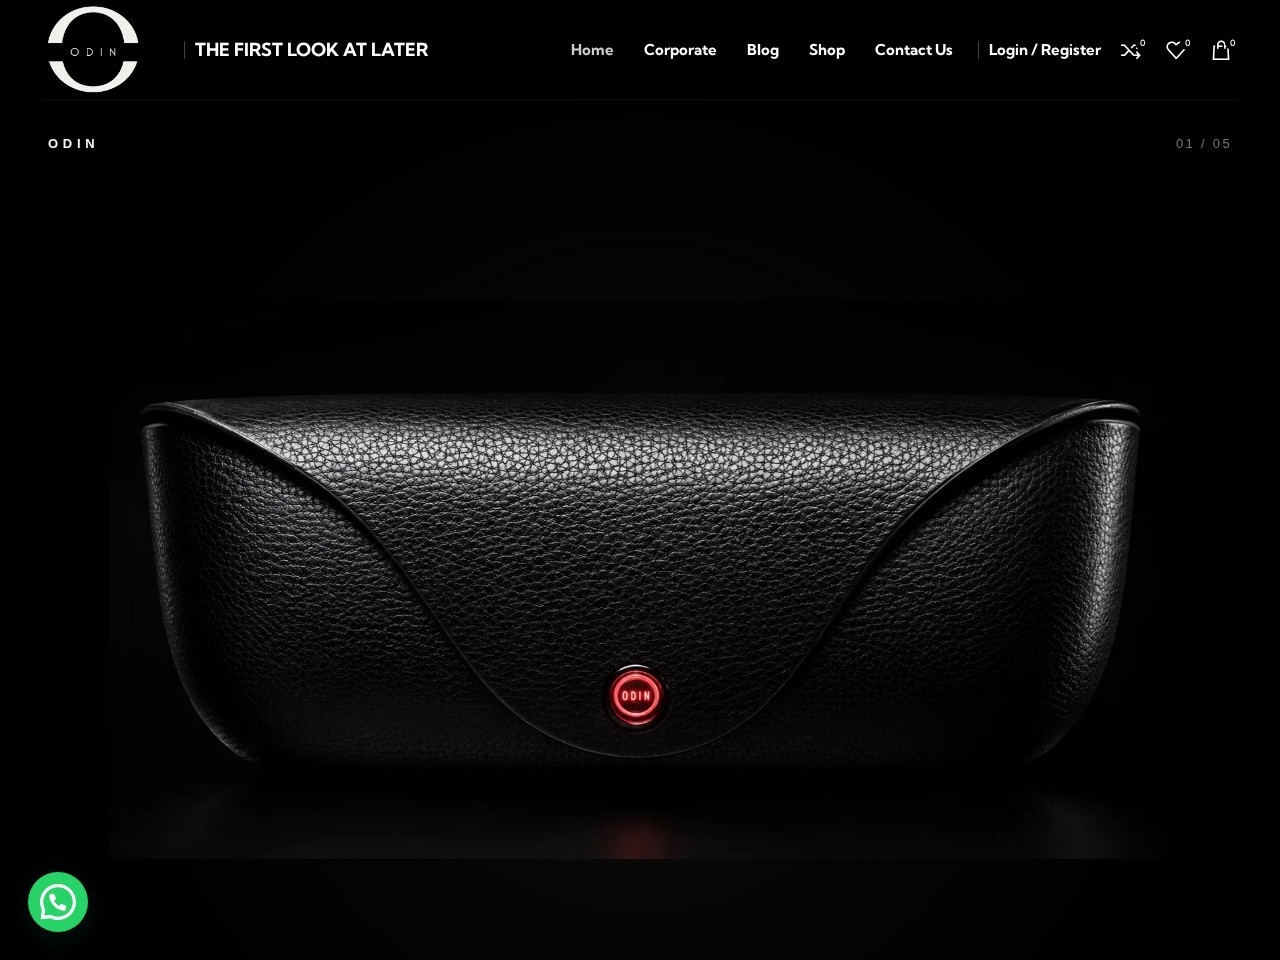 ODIN
THE FIRST LOOK AT LATER
Home
Corporate
Blog
Shop
Contact Us
Login / Register
0
0
0
ODIN
01 / 05
ODIN